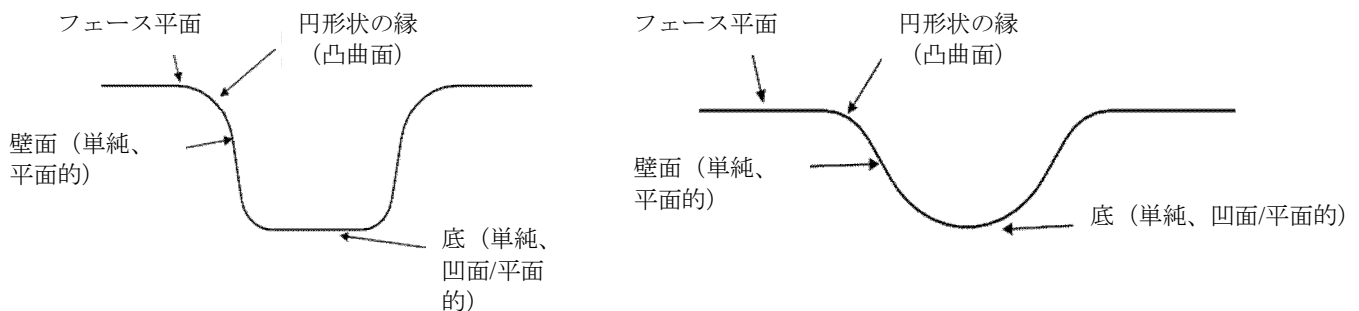 フェース平面
円形状の縁
（凸曲面）
壁面（単純、
平面的）
底（単純、
凹面/平面
的）
フェース平面
円形状の縁
（凸曲面）
壁面（単純、
平面的）
底（単純、凹面/平面的）